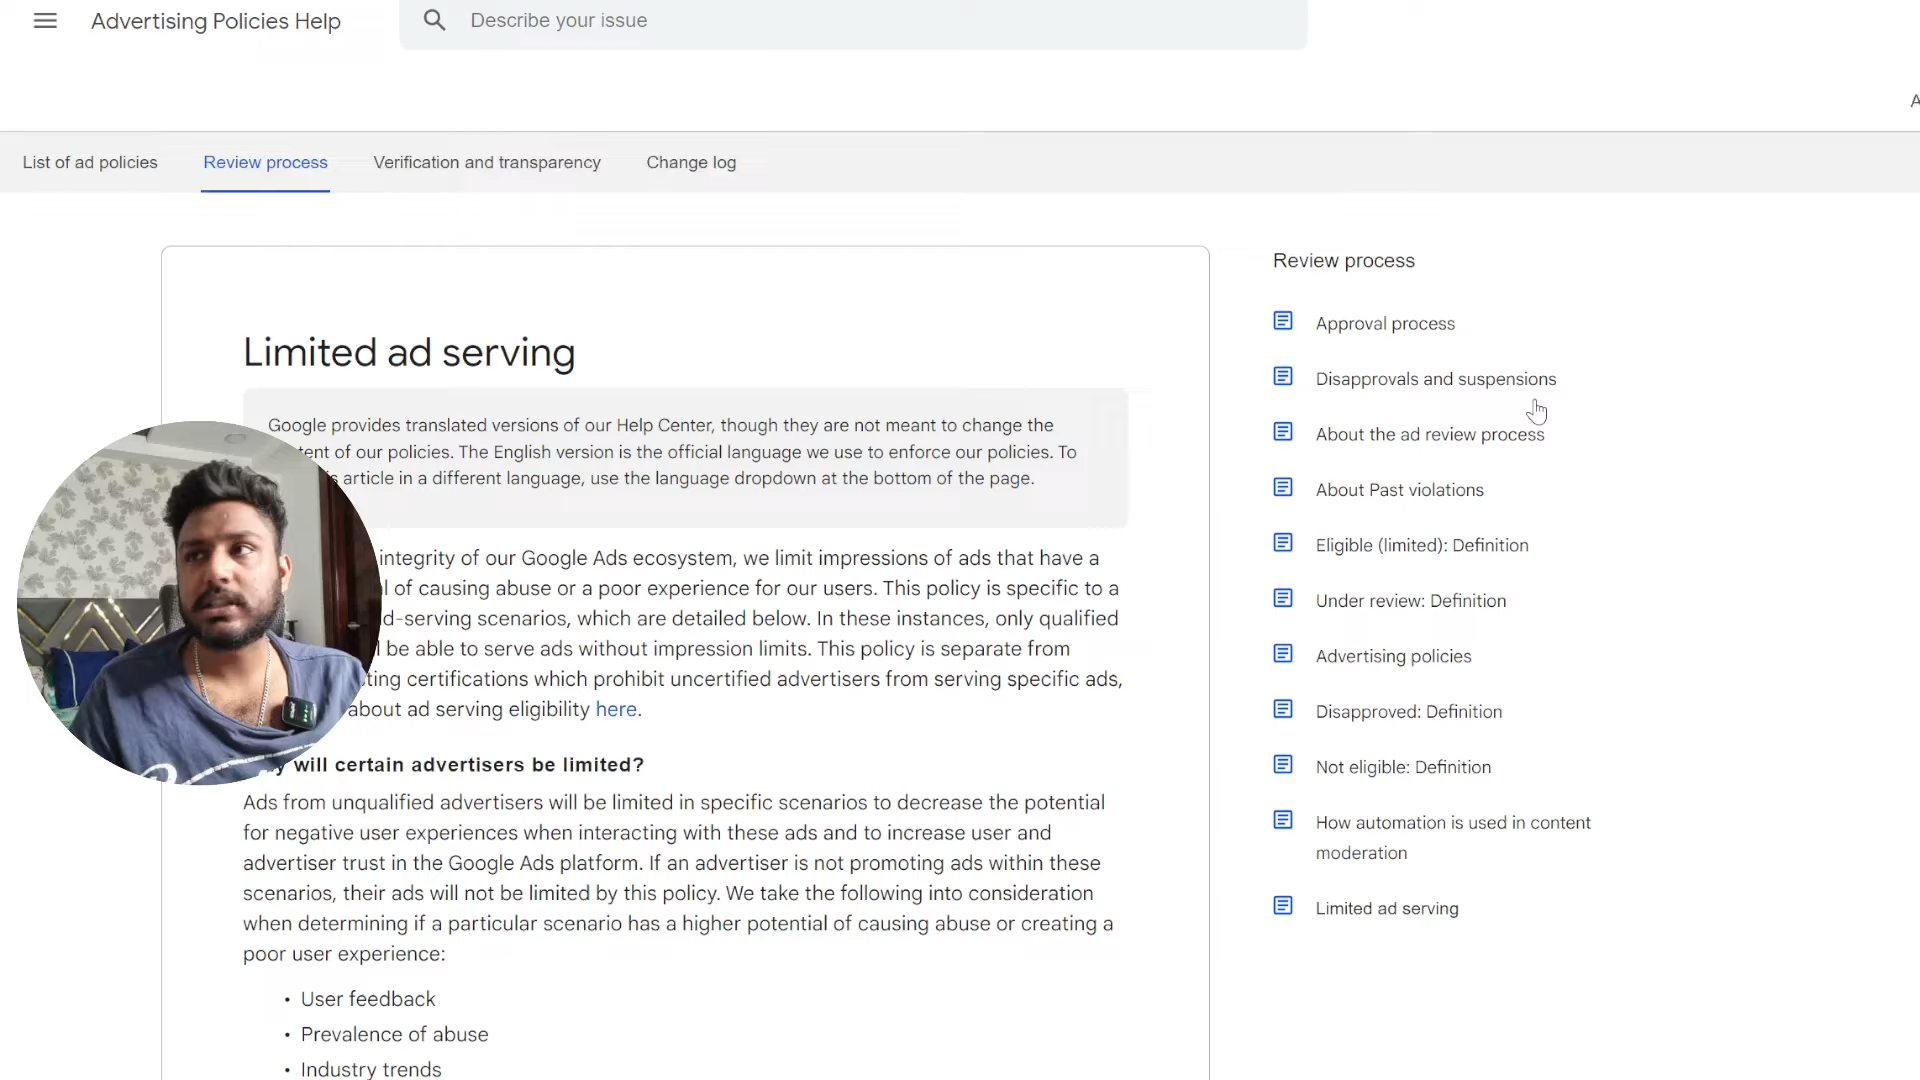 Advertising Policies Help
Describe your issue
A
List of ad policies
Review process
Verification and transparency
Change log
Limited ad serving
Google provides translated versions of our Help Center, though they are not meant to change the
tent of our policies. The English version is the official language we use to enforce our policies. To
s article in a different language, use the language dropdown at the bottom of the page.
integrity of our Google Ads ecosystem, we limit impressions of ads that have a
l of causing abuse or a poor experience for our users. This policy is specific to a
d-serving scenarios, which are detailed below. In these instances, only qualified
l be able to serve ads without impression limits. This policy is separate from
ting certifications which prohibit uncertified advertisers from serving specific ads,
about ad serving eligibility here.
y will certain advertisers be limited?
Ads from unqualified advertisers will be limited in specific scenarios to decrease the potential
for negative user experiences when interacting with these ads and to increase user and
advertiser trust in the Google Ads platform. If an advertiser is not promoting ads within these
scenarios, their ads will not be limited by this policy. We take the following into consideration
when determining if a particular scenario has a higher potential of causing abuse or creating a
poor user experience:
• User feedback
• Prevalence of abuse
• Industry trends
Review process
Approval process
Disapprovals and suspensions
About the ad review process
About Past violations
Eligible (limited): Definition
Under review: Definition
Advertising policies
Disapproved: Definition
Not eligible: Definition
How automation is used in content
moderation
Limited ad serving